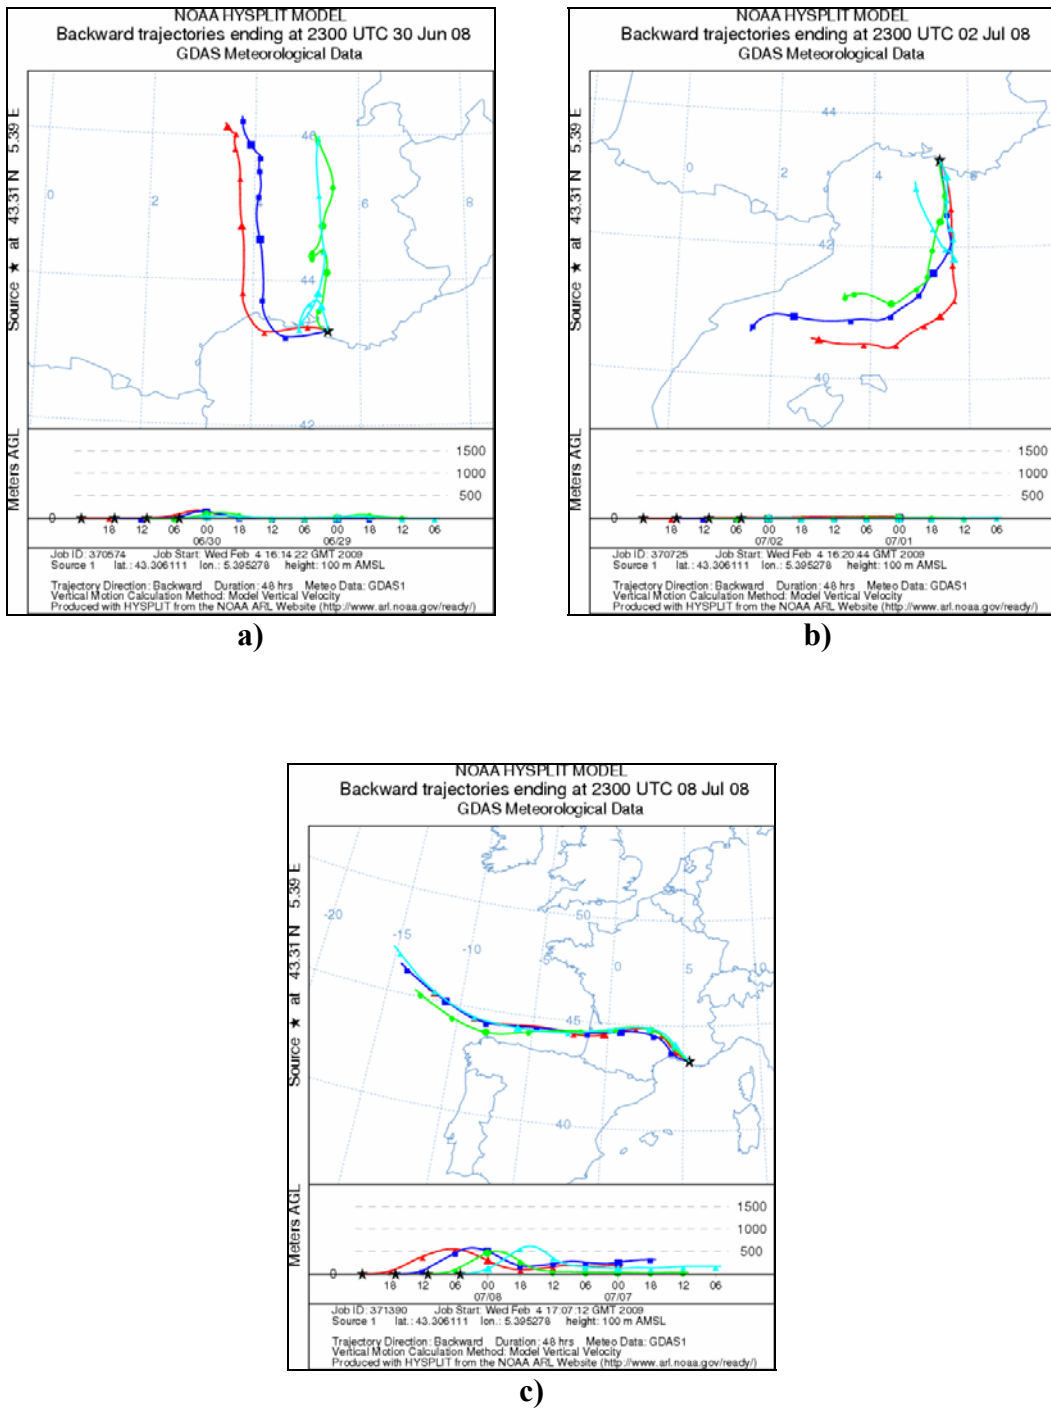 NOAA HYSPLIT MODEL
Backward trajectories ending at 2300 UTC 30 Jun 08
GDAS Meteorological Data
Source ★ at 43.31 N 5.39 E
46
0
2
4
6
8
44
42
Meters AGL
1500
1000
500
0
18 12 06 00 18 12 06 00 18 12 06
06/30 06/29
Job ID: 370574 Job Start: Wed Feb 4 16:14:22 GMT 2009
Source 1 lat.: 43.306111 lon.: 5.395278 height: 100 m AMSL
Trajectory Direction: Backward Duration: 48 hrs Meteo Data: GDAS1
Vertical Motion Calculation Method: Model Vertical Velocity
Produced with HYSPLIT from the NOAA ARL Website (http://www.arl.noaa.gov/ready/)
a)
NOAA HYSPLIT MODEL
Backward trajectories ending at 2300 UTC 02 Jul 08
GDAS Meteorological Data
Source ★ at 43.31 N 5.39 E
44
2
4
6
42
40
Meters AGL
1500
1000
500
0
18 12 06 00 18 12 06 00 18 12 06
07/02 07/01
Job ID: 370725 Job Start: Wed Feb 4 16:20:44 GMT 2009
Source 1 lat.: 43.306111 lon.: 5.395278 height: 100 m AMSL
Trajectory Direction: Backward Duration: 48 hrs Meteo Data: GDAS1
Vertical Motion Calculation Method: Model Vertical Velocity
Produced with HYSPLIT from the NOAA ARL Website (http://www.arl.noaa.gov/ready/)
b)
NOAA HYSPLIT MODEL
Backward trajectories ending at 2300 UTC 08 Jul 08
GDAS Meteorological Data
Source ★ at 43.31 N 5.39 E
-20
-15
-10
-5
50
0
5
10
45
40
Meters AGL
1500
1000
500
0
18 12 06 00 18 12 06 00 18 12 06
07/08 07/07
Job ID: 371390 Job Start: Wed Feb 4 17:07:12 GMT 2009
Source 1 lat.: 43.306111 lon.: 5.395278 height: 100 m AMSL
Trajectory Direction: Backward Duration: 48 hrs Meteo Data: GDAS1
Vertical Motion Calculation Method: Model Vertical Velocity
Produced with HYSPLIT from the NOAA ARL Website (http://www.arl.noaa.gov/ready/)
c)